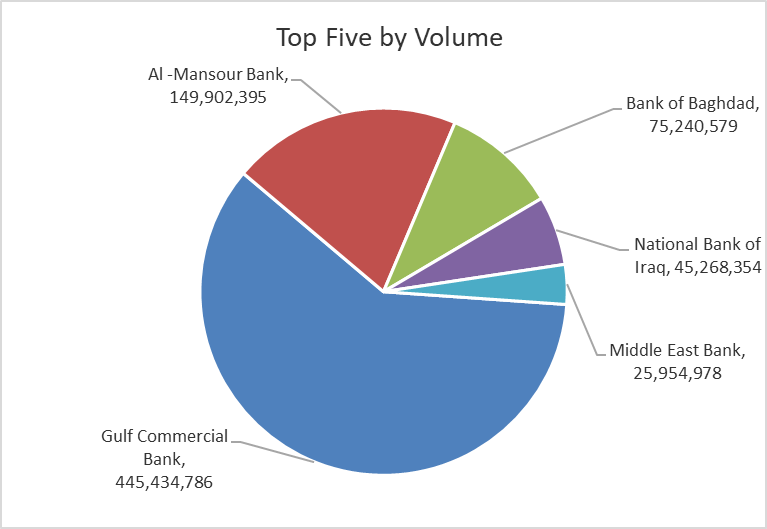 Top Five by Volume
Al -Mansour Bank,
149,902,395
Bank of Baghdad,
75,240,579
National Bank of
Iraq, 45,268,354
Middle East Bank,
25,954,978
Gulf Commercial
Bank,
445,434,786